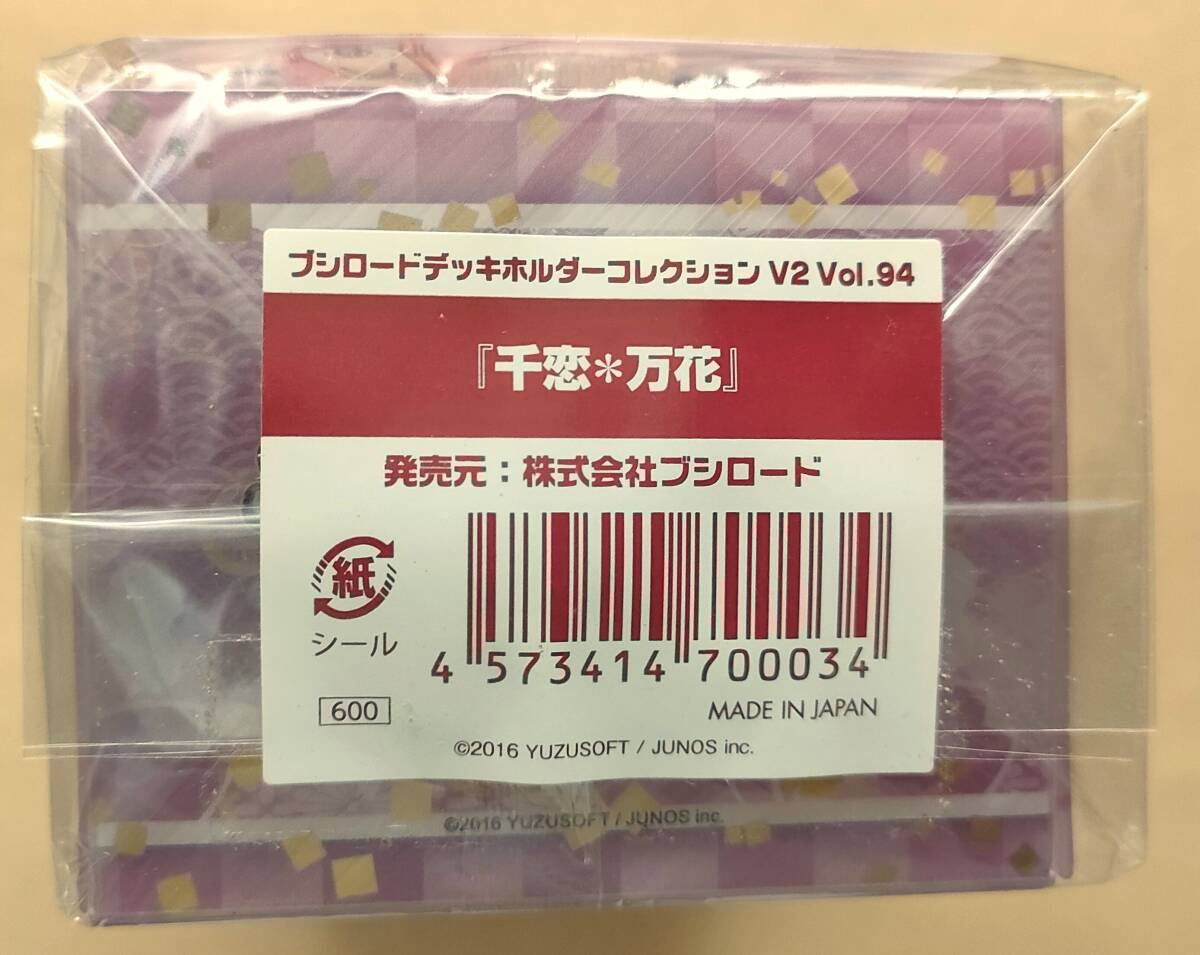 ブシロードデッキホルダーコレクション V2 Vol.94
『千恋＊万花』
発売元：株式会社ブシロード
紙
シール
4 573414 700034
600
MADE IN JAPAN
©2016 YUZUSOFT / JUNOS inc.
©2016 YUZUSOFT / JUNOS inc.